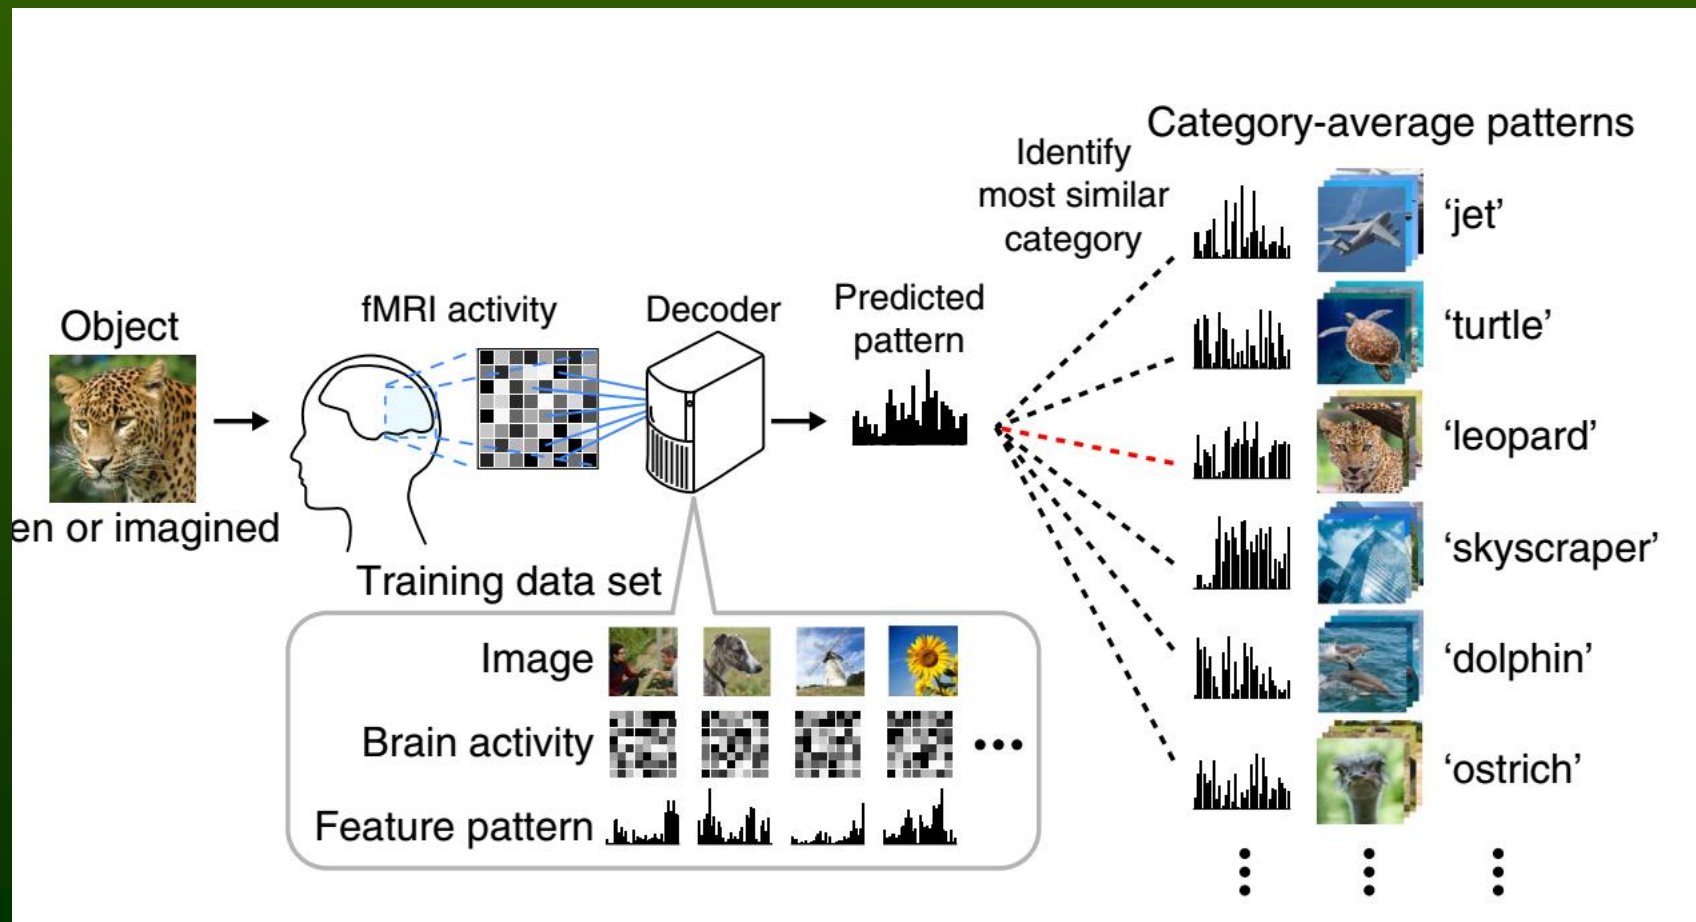 Category-average patterns
Identify
most similar
category
‘jet’
‘turtle’
‘leopard’
‘skyscraper’
‘dolphin’
‘ostrich’
Predicted
pattern
Decoder
fMRI activity
Object
en or imagined
Training data set
Image
Brain activity
Feature pattern